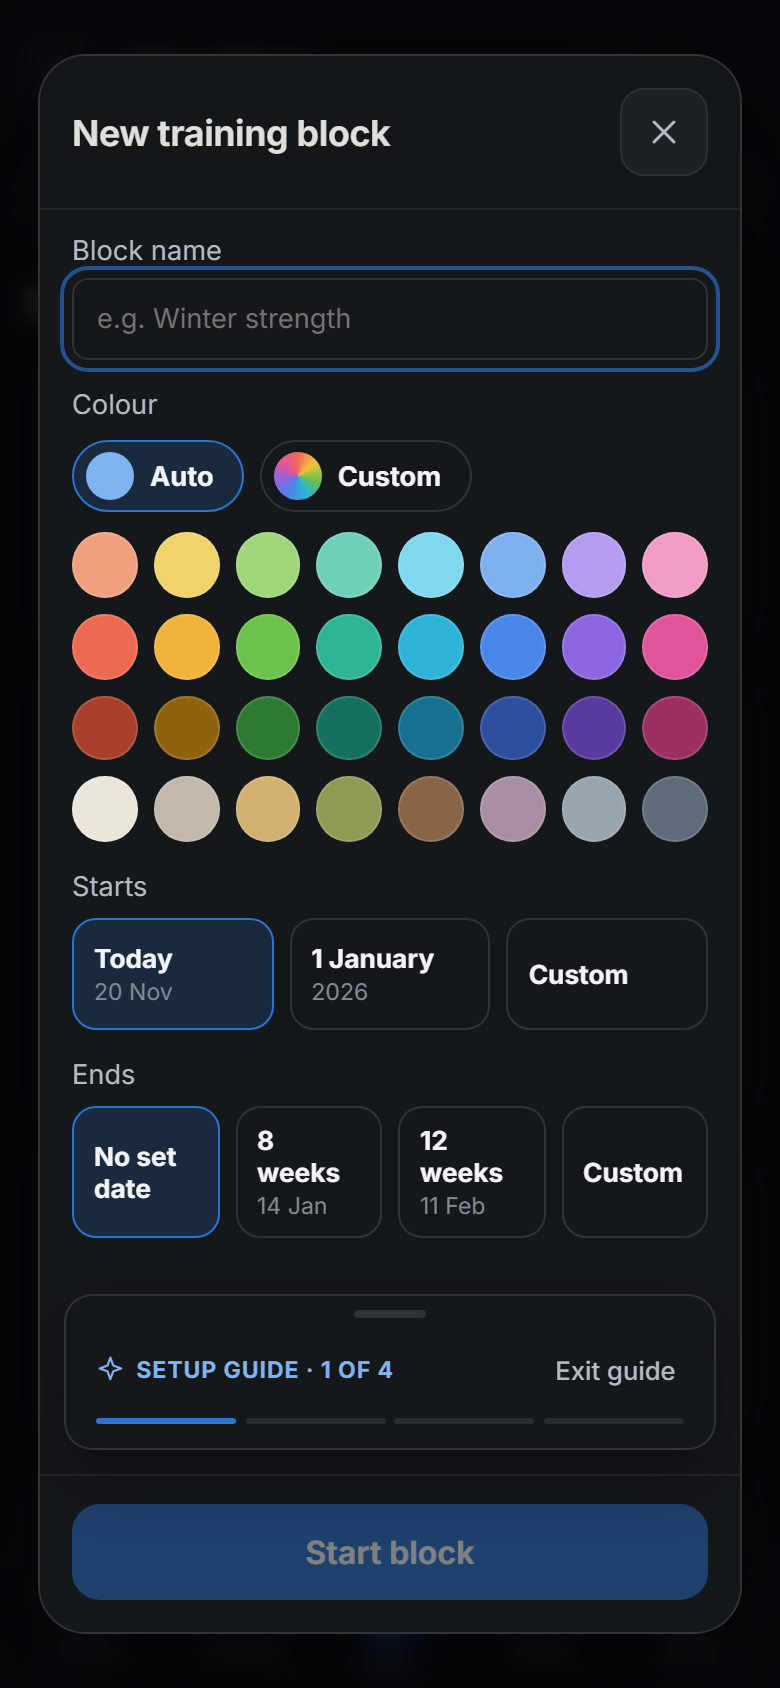 New training block
Block name
e.g. Winter strength
Colour
Auto
Custom
Starts
Today
20 Nov
1 January
2026
Custom
Ends
No set
date
8
weeks
14 Jan
12
weeks
11 Feb
Custom
SETUP GUIDE · 1 OF 4
Exit guide
Start block